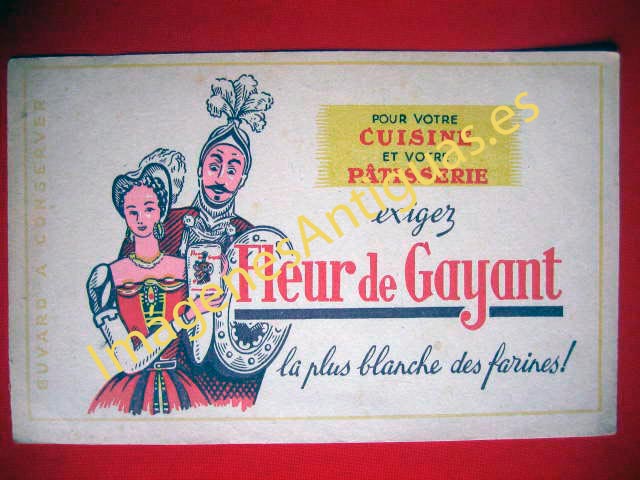 BUVARD A CONSERVER
POUR VOTRE
CUISINE
ET VOTRE
PÂTISSERIE
exigez
Fleur de Gayant
la plus blanche des farines!
ImagenesAntiguas.es